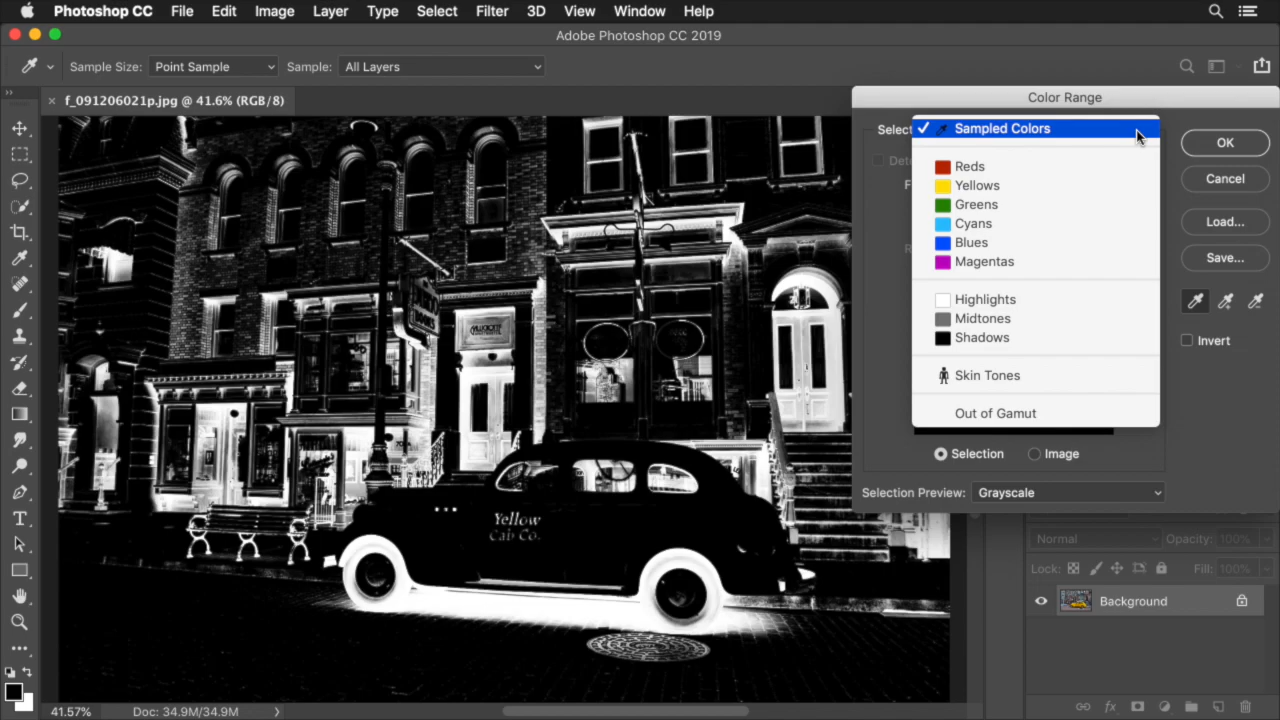 Photoshop CC File Edit Image Layer Type Select Filter 3D View Window Help
Adobe Photoshop CC 2019
Sample Size: Point Sample Sample: All Layers
f_091206021p.jpg @ 41.6% (RGB/8)
Color Range
Select
Sampled Colors
Dete
F
R
Reds
Yellows
Greens
Cyans
Blues
Magentas
Highlights
Midtones
Shadows
Skin Tones
Out of Gamut
OK
Cancel
Load...
Save...
Invert
Selection Image
Selection Preview: Grayscale
Normal Opacity: 100%
Lock: Fill: 100%
Background
Yellow
Cab Co.
41.57% Doc: 34.9M/34.9M